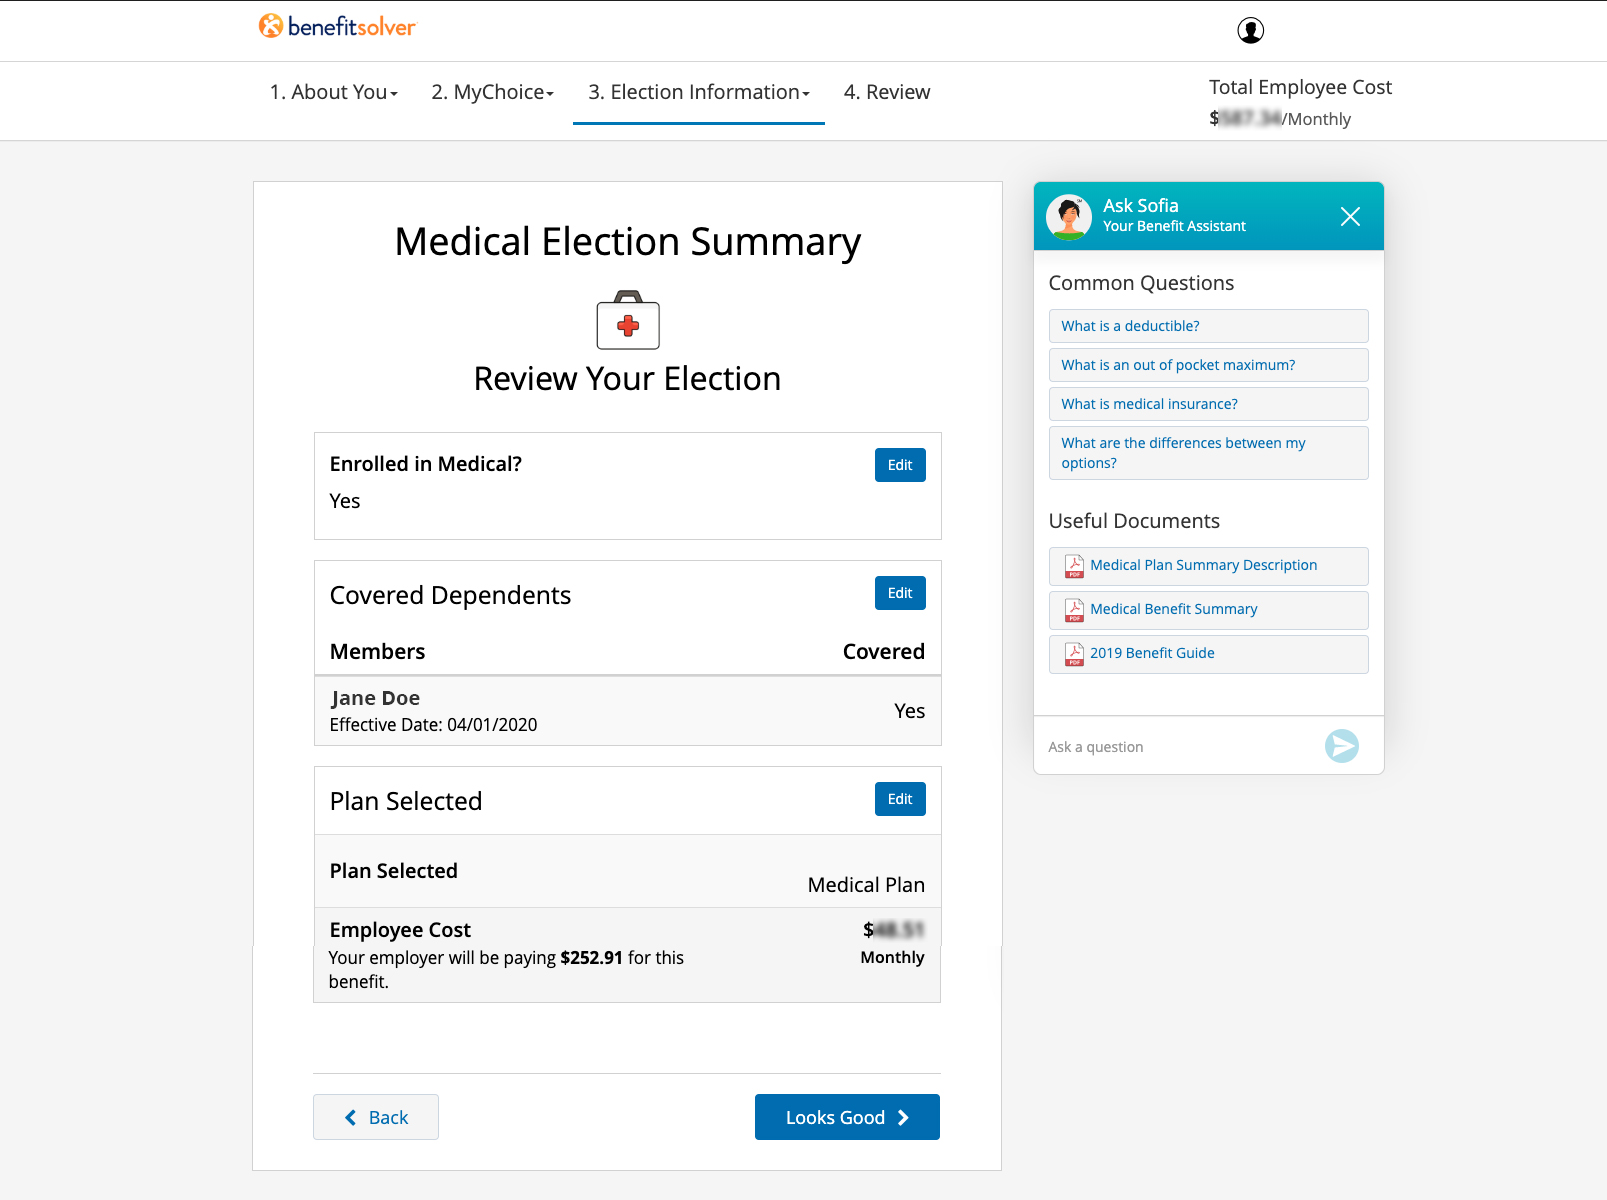 benefitsolver
1. About You
2. MyChoice
3. Election Information
4. Review
Total Employee Cost
$ /Monthly
Medical Election Summary
Review Your Election
Enrolled in Medical?
Edit
Yes
Covered Dependents
Edit
Members
Covered
Jane Doe
Effective Date: 04/01/2020
Yes
Plan Selected
Edit
Plan Selected
Medical Plan
Employee Cost
$
Your employer will be paying $252.91 for this
benefit.
Monthly
Back
Looks Good
Ask Sofia
Your Benefit Assistant
Common Questions
What is a deductible?
What is an out of pocket maximum?
What is medical insurance?
What are the differences between my
options?
Useful Documents
PDF
Medical Plan Summary Description
PDF
Medical Benefit Summary
PDF
2019 Benefit Guide
Ask a question